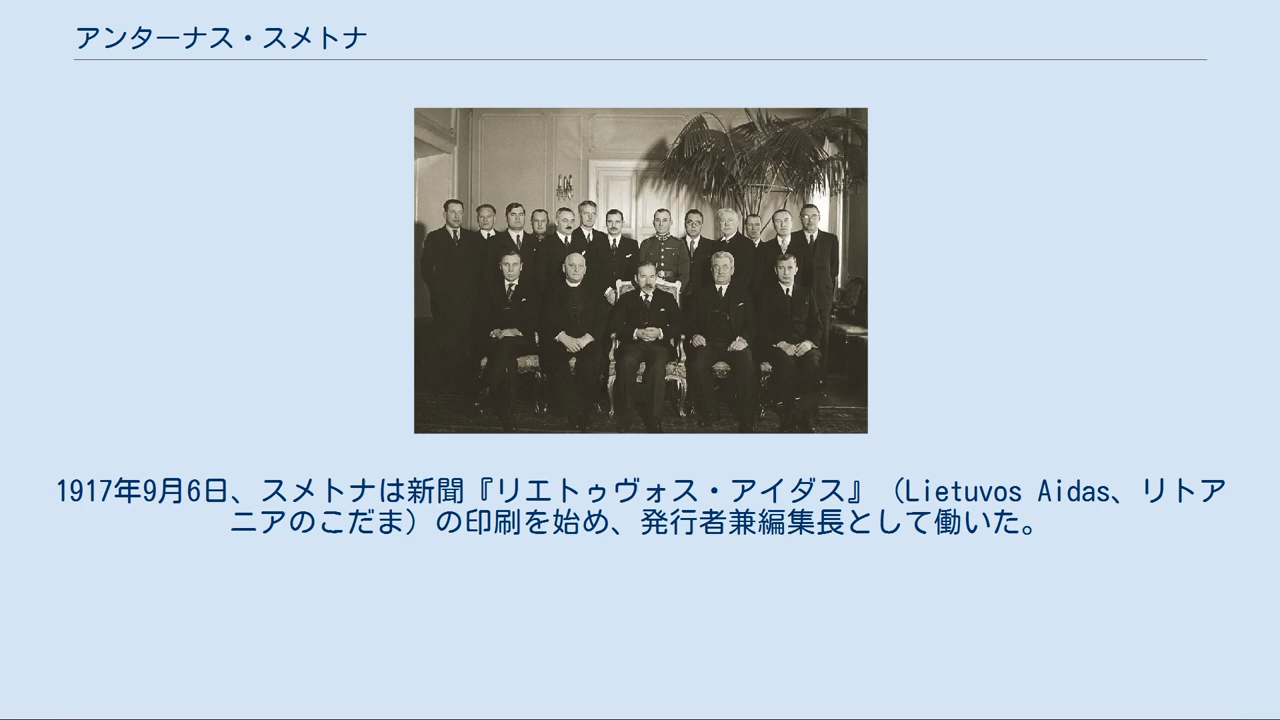 アンターナス・スメトナ
1917年9月6日、スメトナは新聞『リエトゥヴォス・アイダス』（Lietuvos Aidas、リトア
ニアのこだま）の印刷を始め、発行者兼編集長として働いた。